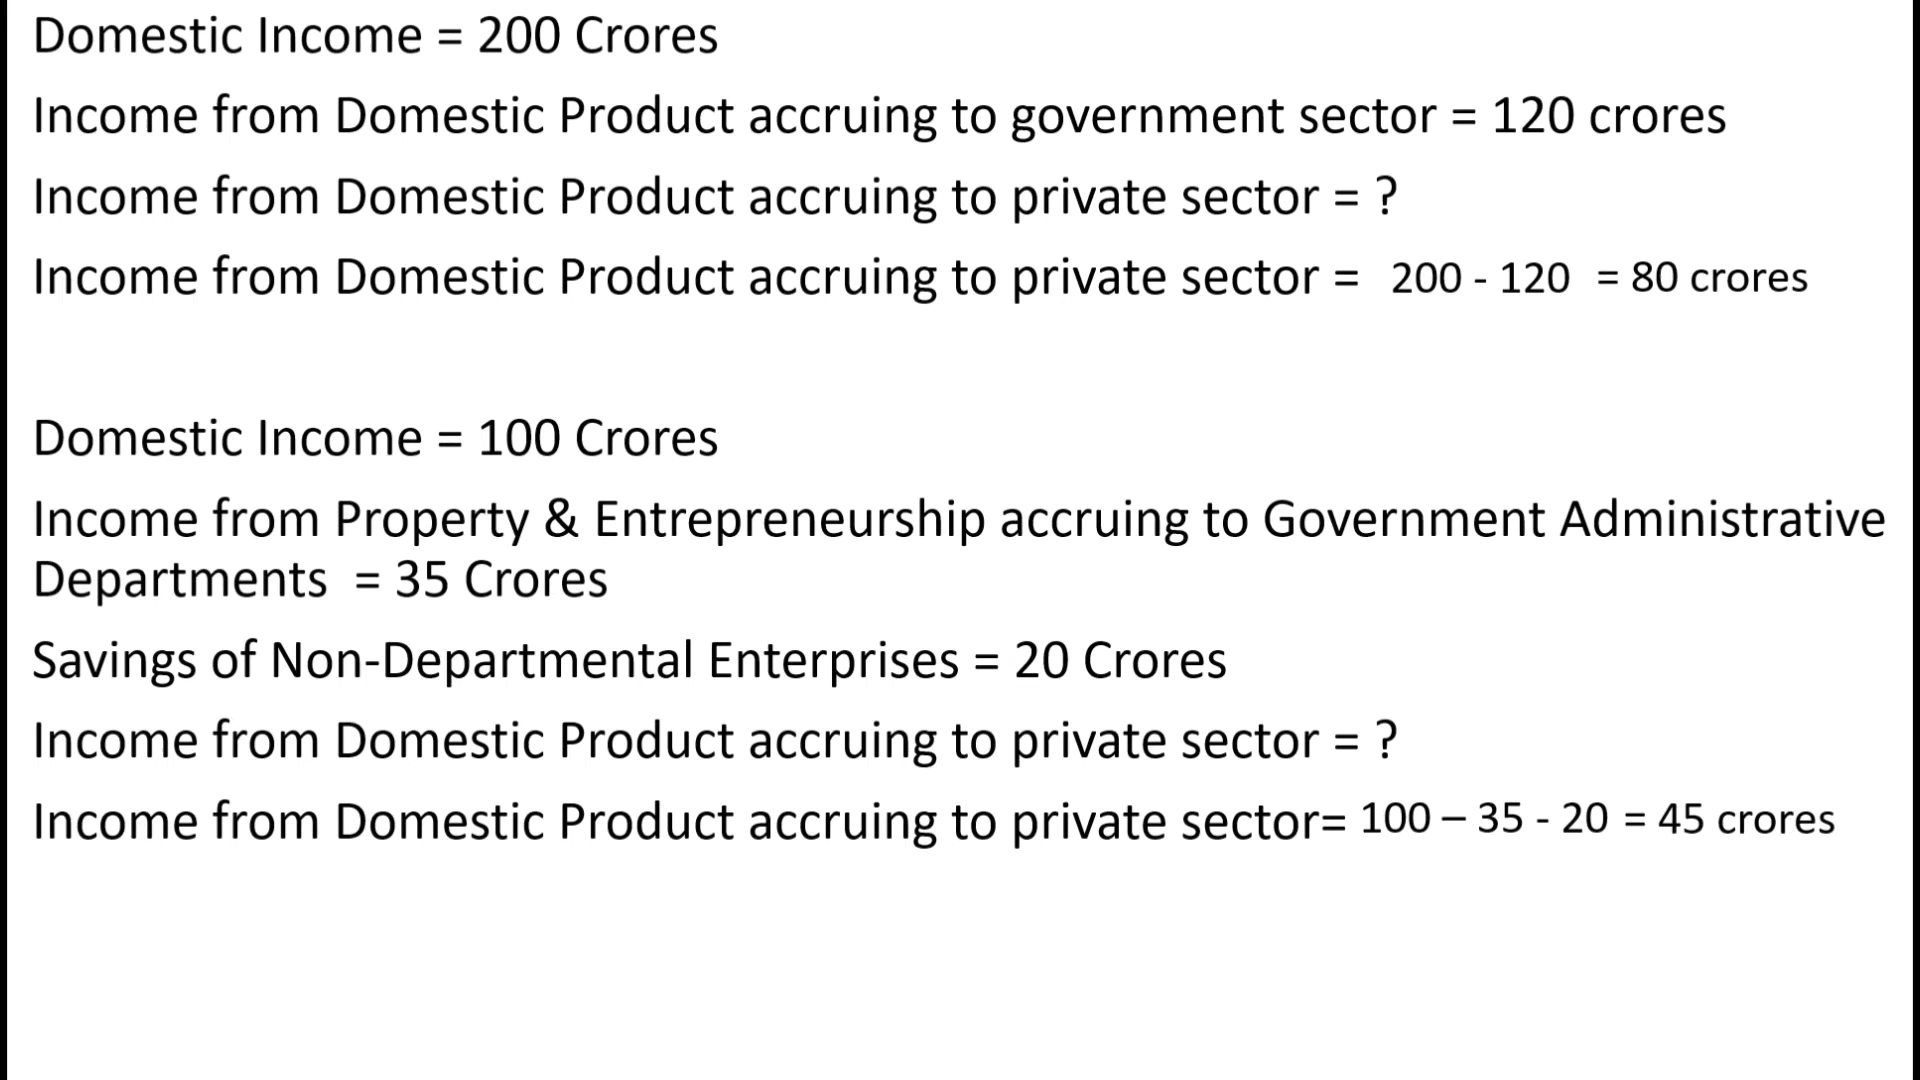 Domestic Income = 200 Crores
Income from Domestic Product accruing to government sector = 120 crores
Income from Domestic Product accruing to private sector = ?
Income from Domestic Product accruing to private sector = 200 - 120 = 80 crores
Domestic Income = 100 Crores
Income from Property & Entrepreneurship accruing to Government Administrative
Departments = 35 Crores
Savings of Non-Departmental Enterprises = 20 Crores
Income from Domestic Product accruing to private sector = ?
Income from Domestic Product accruing to private sector= 100 – 35 - 20 = 45 crores